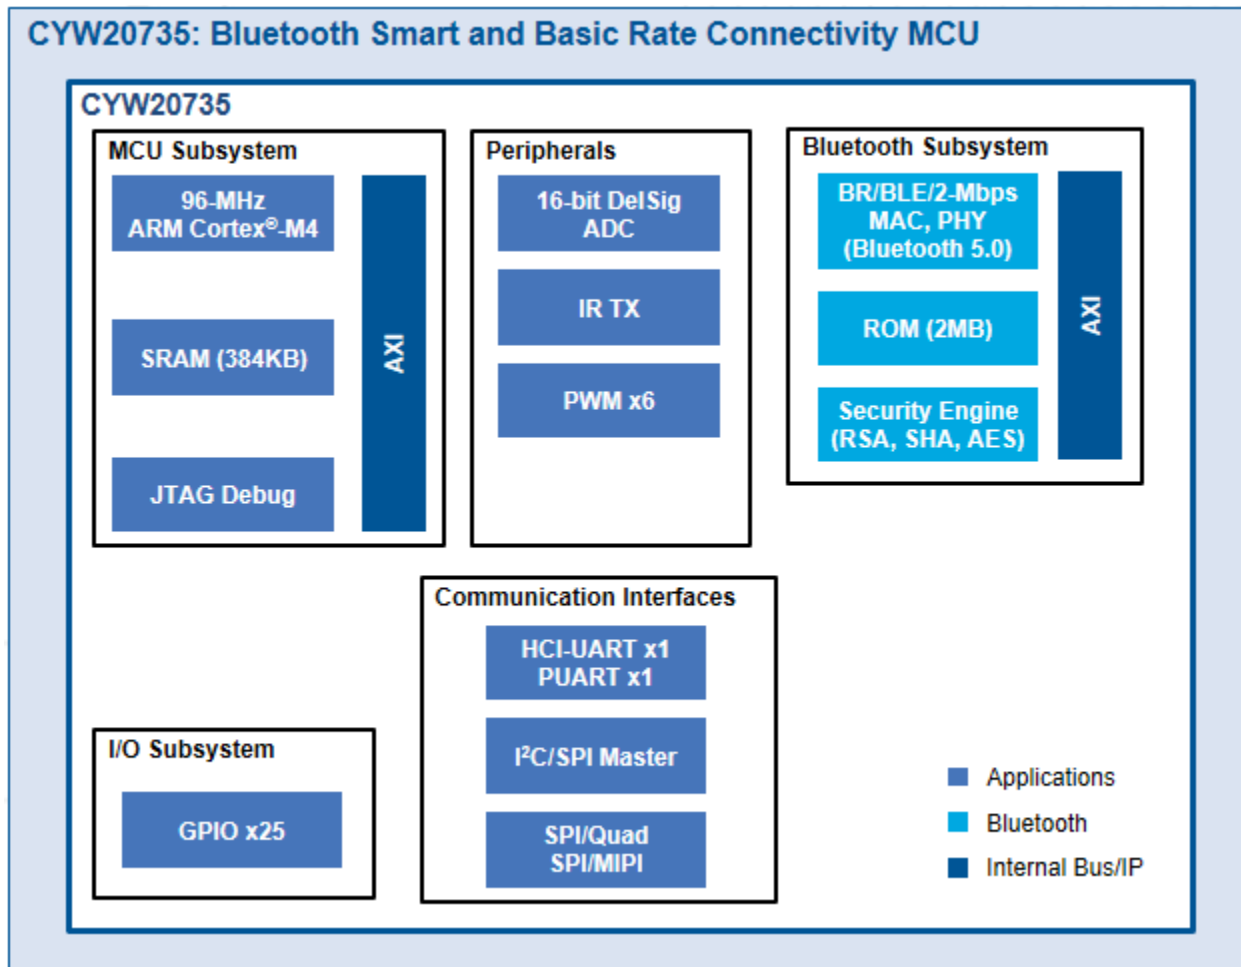 CYW20735: Bluetooth Smart and Basic Rate Connectivity MCU
CYW20735
MCU Subsystem
96-MHz
ARM Cortex®-M4
SRAM (384KB)
JTAG Debug
AXI
Peripherals
16-bit DelSig
ADC
IR TX
PWM x6
Bluetooth Subsystem
BR/BLE/2-Mbps
MAC, PHY
(Bluetooth 5.0)
ROM (2MB)
Security Engine
(RSA, SHA, AES)
AXI
Communication Interfaces
HCI-UART x1
PUART x1
I²C/SPI Master
SPI/Quad
SPI/MIPI
I/O Subsystem
GPIO x25
Applications
Bluetooth
Internal Bus/IP